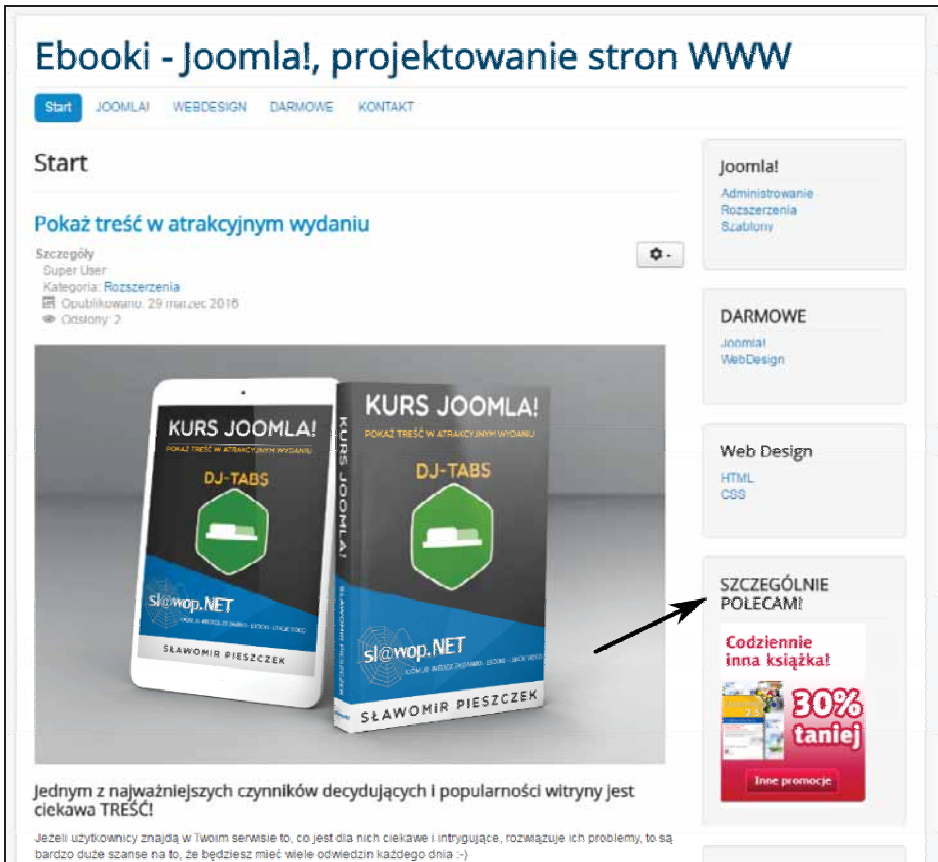 Ebooki - Joomla!, projektowanie stron WWW
Start JOOMLA! WEBDESIGN DARMOWE KONTAKT
Start
Pokaż treść w atrakcyjnym wydaniu
Szczegóły
Super User
Kategoria: Rozszerzenia
Opublikowano: 29 marzec 2016
Odsłony: 2
KURS JOOMLA!
POKAŻ TREŚĆ W ATRAKCYJNYM WYDANIU
DJ-TABS
sl@wop.NET
SŁAWOMIR PIESZCZEK
KURS JOOMLA!
SŁAWOMIR PIESZCZEK
KURS JOOMLA!
POKAŻ TREŚĆ W ATRAKCYJNYM WYDANIU
DJ-TABS
sl@wop.NET
SŁAWOMIR PIESZCZEK
Jednym z najważniejszych czynników decydujących i popularności witryny jest
ciekawa TREŚĆ!
Jeżeli użytkownicy znajdą w Twoim serwisie to, co jest dla nich ciekawe i intrygujące, rozwiązuje ich problemy, to są
bardzo duże szanse na to, że będziesz mieć wiele odwiedzin każdego dnia :-)
Joomla!
Administrowanie
Rozszerzenia
Szablony
DARMOWE
Joomla!
WebDesign
Web Design
HTML
CSS
SZCZEGÓLNIE
POLECAM!
Codziennie
inna książka!
30%
taniej
Inne promocje